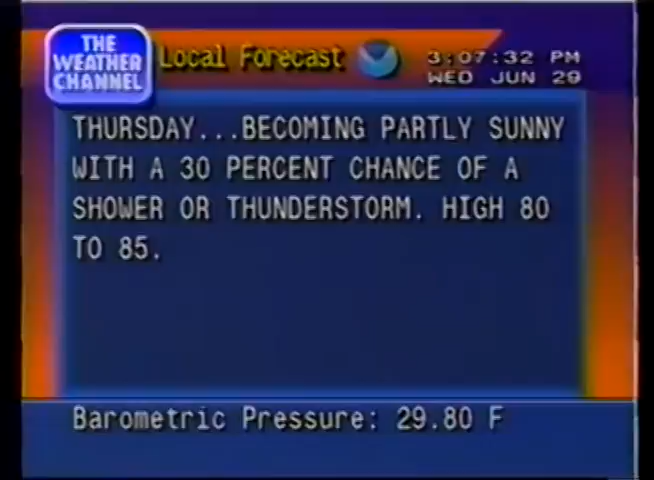 THE
WEATHER
CHANNEL
Local Forecast
3:07:32 PM
WED JUN 29
THURSDAY...BECOMING PARTLY SUNNY
WITH A 30 PERCENT CHANCE OF A
SHOWER OR THUNDERSTORM. HIGH 80
TO 85.
Barometric Pressure: 29.80 F